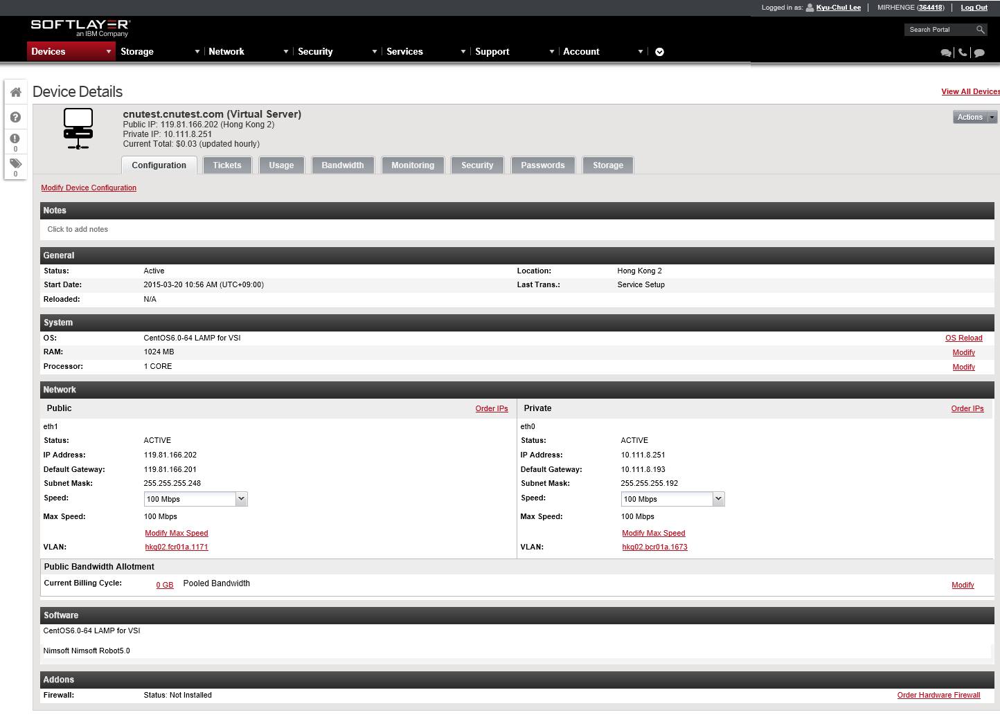 Logged in as: Kyu-Chul Lee | MIRHENGE (364418) | Log Out
SOFTLAYER®
an IBM Company
Search Portal
Devices Storage Network Security Services Support Account
Device Details
View All Devices
0
0
cnutest.cnutest.com (Virtual Server)
Public IP: 119.81.166.202 (Hong Kong 2)
Private IP: 10.111.8.251
Current Total: $0.03 (updated hourly)
Actions
Configuration Tickets Usage Bandwidth Monitoring Security Passwords Storage
Modify Device Configuration
Notes
Click to add notes
General
Status: Active Location: Hong Kong 2
Start Date: 2015-03-20 10:56 AM (UTC+09:00) Last Trans.: Service Setup
Reloaded: N/A
System
OS: CentOS6.0-64 LAMP for VSI OS Reload
RAM: 1024 MB Modify
Processor: 1 CORE Modify
Network
Public Order IPs
eth1
Status: ACTIVE
IP Address: 119.81.166.202
Default Gateway: 119.81.166.201
Subnet Mask: 255.255.255.248
Speed: 100 Mbps
Max Speed: 100 Mbps
Modify Max Speed
VLAN: hkg02.fcr01a.1171
Private Order IPs
eth0
Status: ACTIVE
IP Address: 10.111.8.251
Default Gateway: 10.111.8.193
Subnet Mask: 255.255.255.192
Speed: 100 Mbps
Max Speed: 100 Mbps
Modify Max Speed
VLAN: hkg02.bcr01a.1673
Public Bandwidth Allotment
Current Billing Cycle: 0 GB Pooled Bandwidth Modify
Software
CentOS6.0-64 LAMP for VSI
Nimsoft Nimsoft Robot5.0
Addons
Firewall: Status: Not Installed Order Hardware Firewall